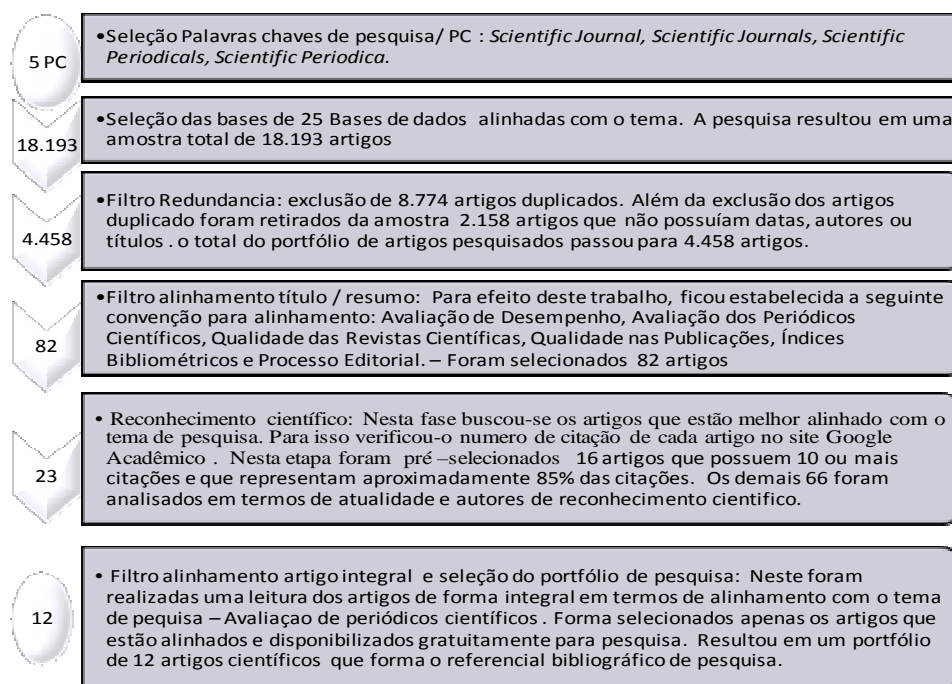 5 PC
•Seleção Palavras chaves de pesquisa/ PC : Scientific Journal, Scientific Journals, Scientific
Periodicals, Scientific Periodica.
18.193
•Seleção das bases de 25 Bases de dados alinhadas com o tema. A pesquisa resultou em uma
amostra total de 18.193 artigos
4.458
•Filtro Redundancia: exclusão de 8.774 artigos duplicados. Além da exclusão dos artigos
duplicado foram retirados da amostra 2.158 artigos que não possuíam datas, autores ou
títulos . o total do portfólio de artigos pesquisados passou para 4.458 artigos.
82
•Filtro alinhamento título / resumo: Para efeito deste trabalho, ficou estabelecida a seguinte
convenção para alinhamento: Avaliação de Desempenho, Avaliação dos Periódicos
Científicos, Qualidade das Revistas Científicas, Qualidade nas Publicações, Índices
Bibliométricos e Processo Editorial. – Foram selecionados 82 artigos
23
• Reconhecimento científico: Nesta fase buscou-se os artigos que estão melhor alinhado com o
tema de pesquisa. Para isso verificou-o numero de citação de cada artigo no site Google
Acadêmico . Nesta etapa foram pré –selecionados 16 artigos que possuem 10 ou mais
citações e que representam aproximadamente 85% das citações. Os demais 66 foram
analisados em termos de atualidade e autores de reconhecimento cientifico.
12
• Filtro alinhamento artigo integral e seleção do portfólio de pesquisa: Neste foram
realizadas uma leitura dos artigos de forma integral em termos de alinhamento com o tema
de pequisa – Avaliaçao de periódicos científicos . Forma selecionados apenas os artigos que
estão alinhados e disponibilizados gratuitamente para pesquisa. Resultou em um portfólio
de 12 artigos científicos que forma o referencial bibliográfico de pesquisa.